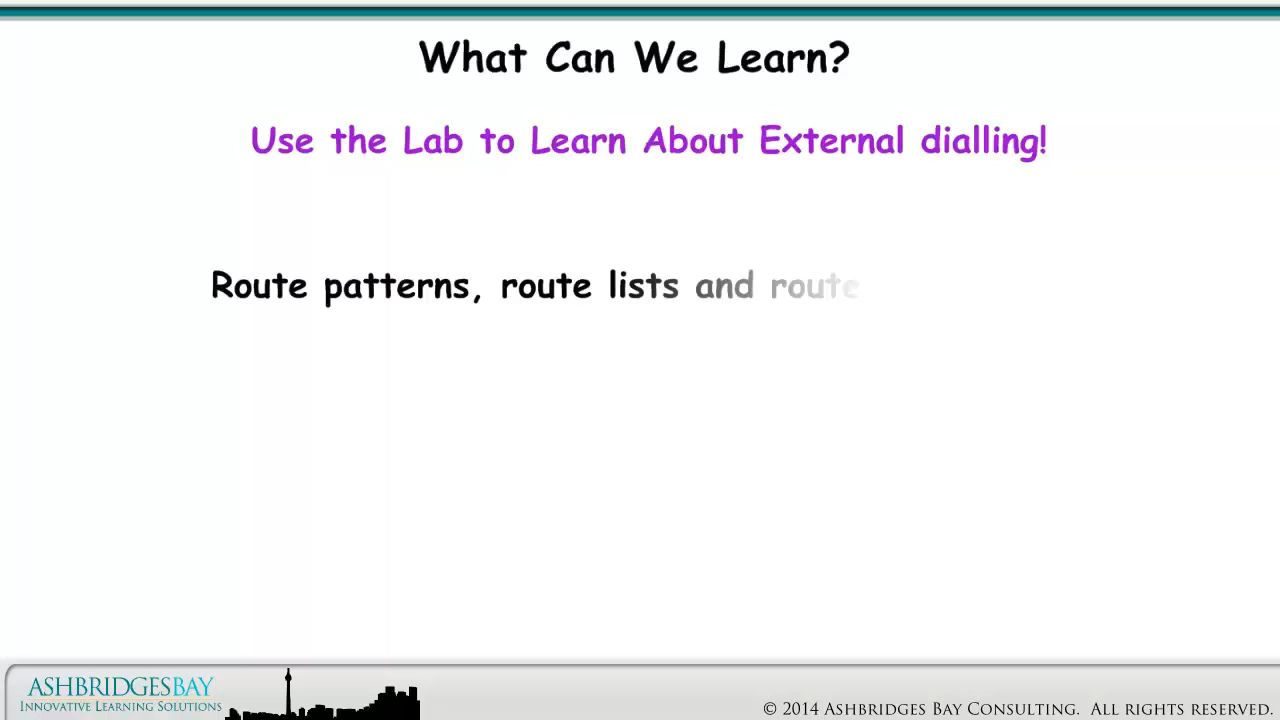 What Can We Learn?
Use the Lab to Learn About External dialling!
Route patterns, route lists and route
ASHBRIDGESBAY
INNOVATIVE LEARNING SOLUTIONS
© 2014 ASHBRIDGES BAY CONSULTING. ALL RIGHTS RESERVED.